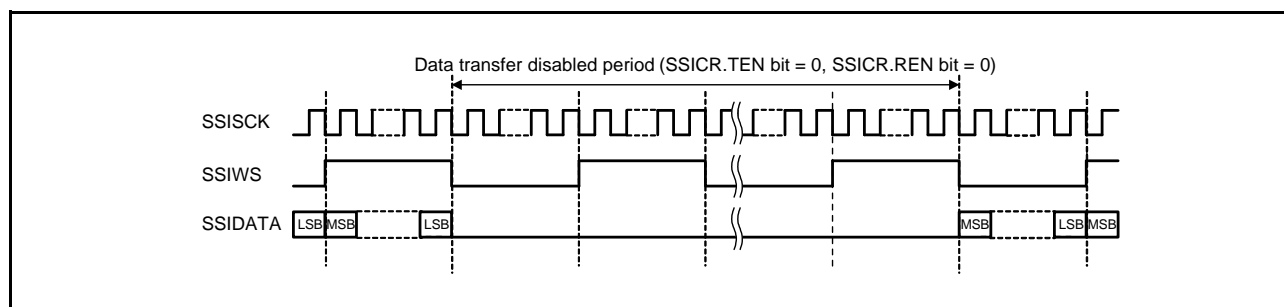 Data transfer disabled period (SSICR.TEN bit = 0, SSICR.REN bit = 0)
SSISCK
SSIWS
SSIDATA LSB MSB LSB MSB LSB MSB